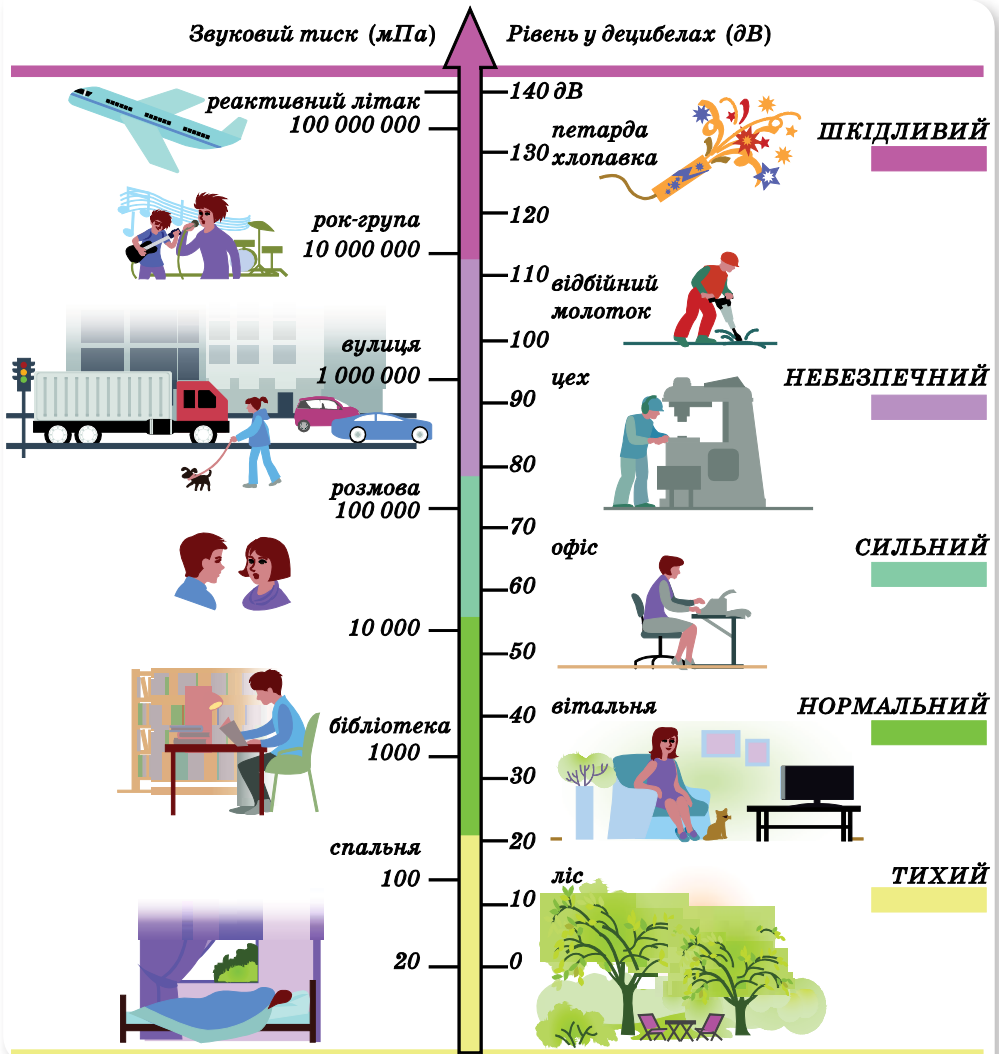 Звуковий тиск (мПа)
Рівень у децибелах (дВ)
реактивний літак
100 000 000
рок-група
10 000 000
вулиця
1 000 000
розмова
100 000
10 000
бібліотека
1000
спальня
100
20
140 дВ
петарда
130
хлопавка
120
110
відбійний
молоток
100
цех
90
80
70
офіс
60
50
40
вітальня
30
20
ліс
10
0
ШКІДЛИВИЙ
НЕБЕЗПЕЧНИЙ
СИЛЬНИЙ
НОРМАЛЬНИЙ
ТИХИЙ